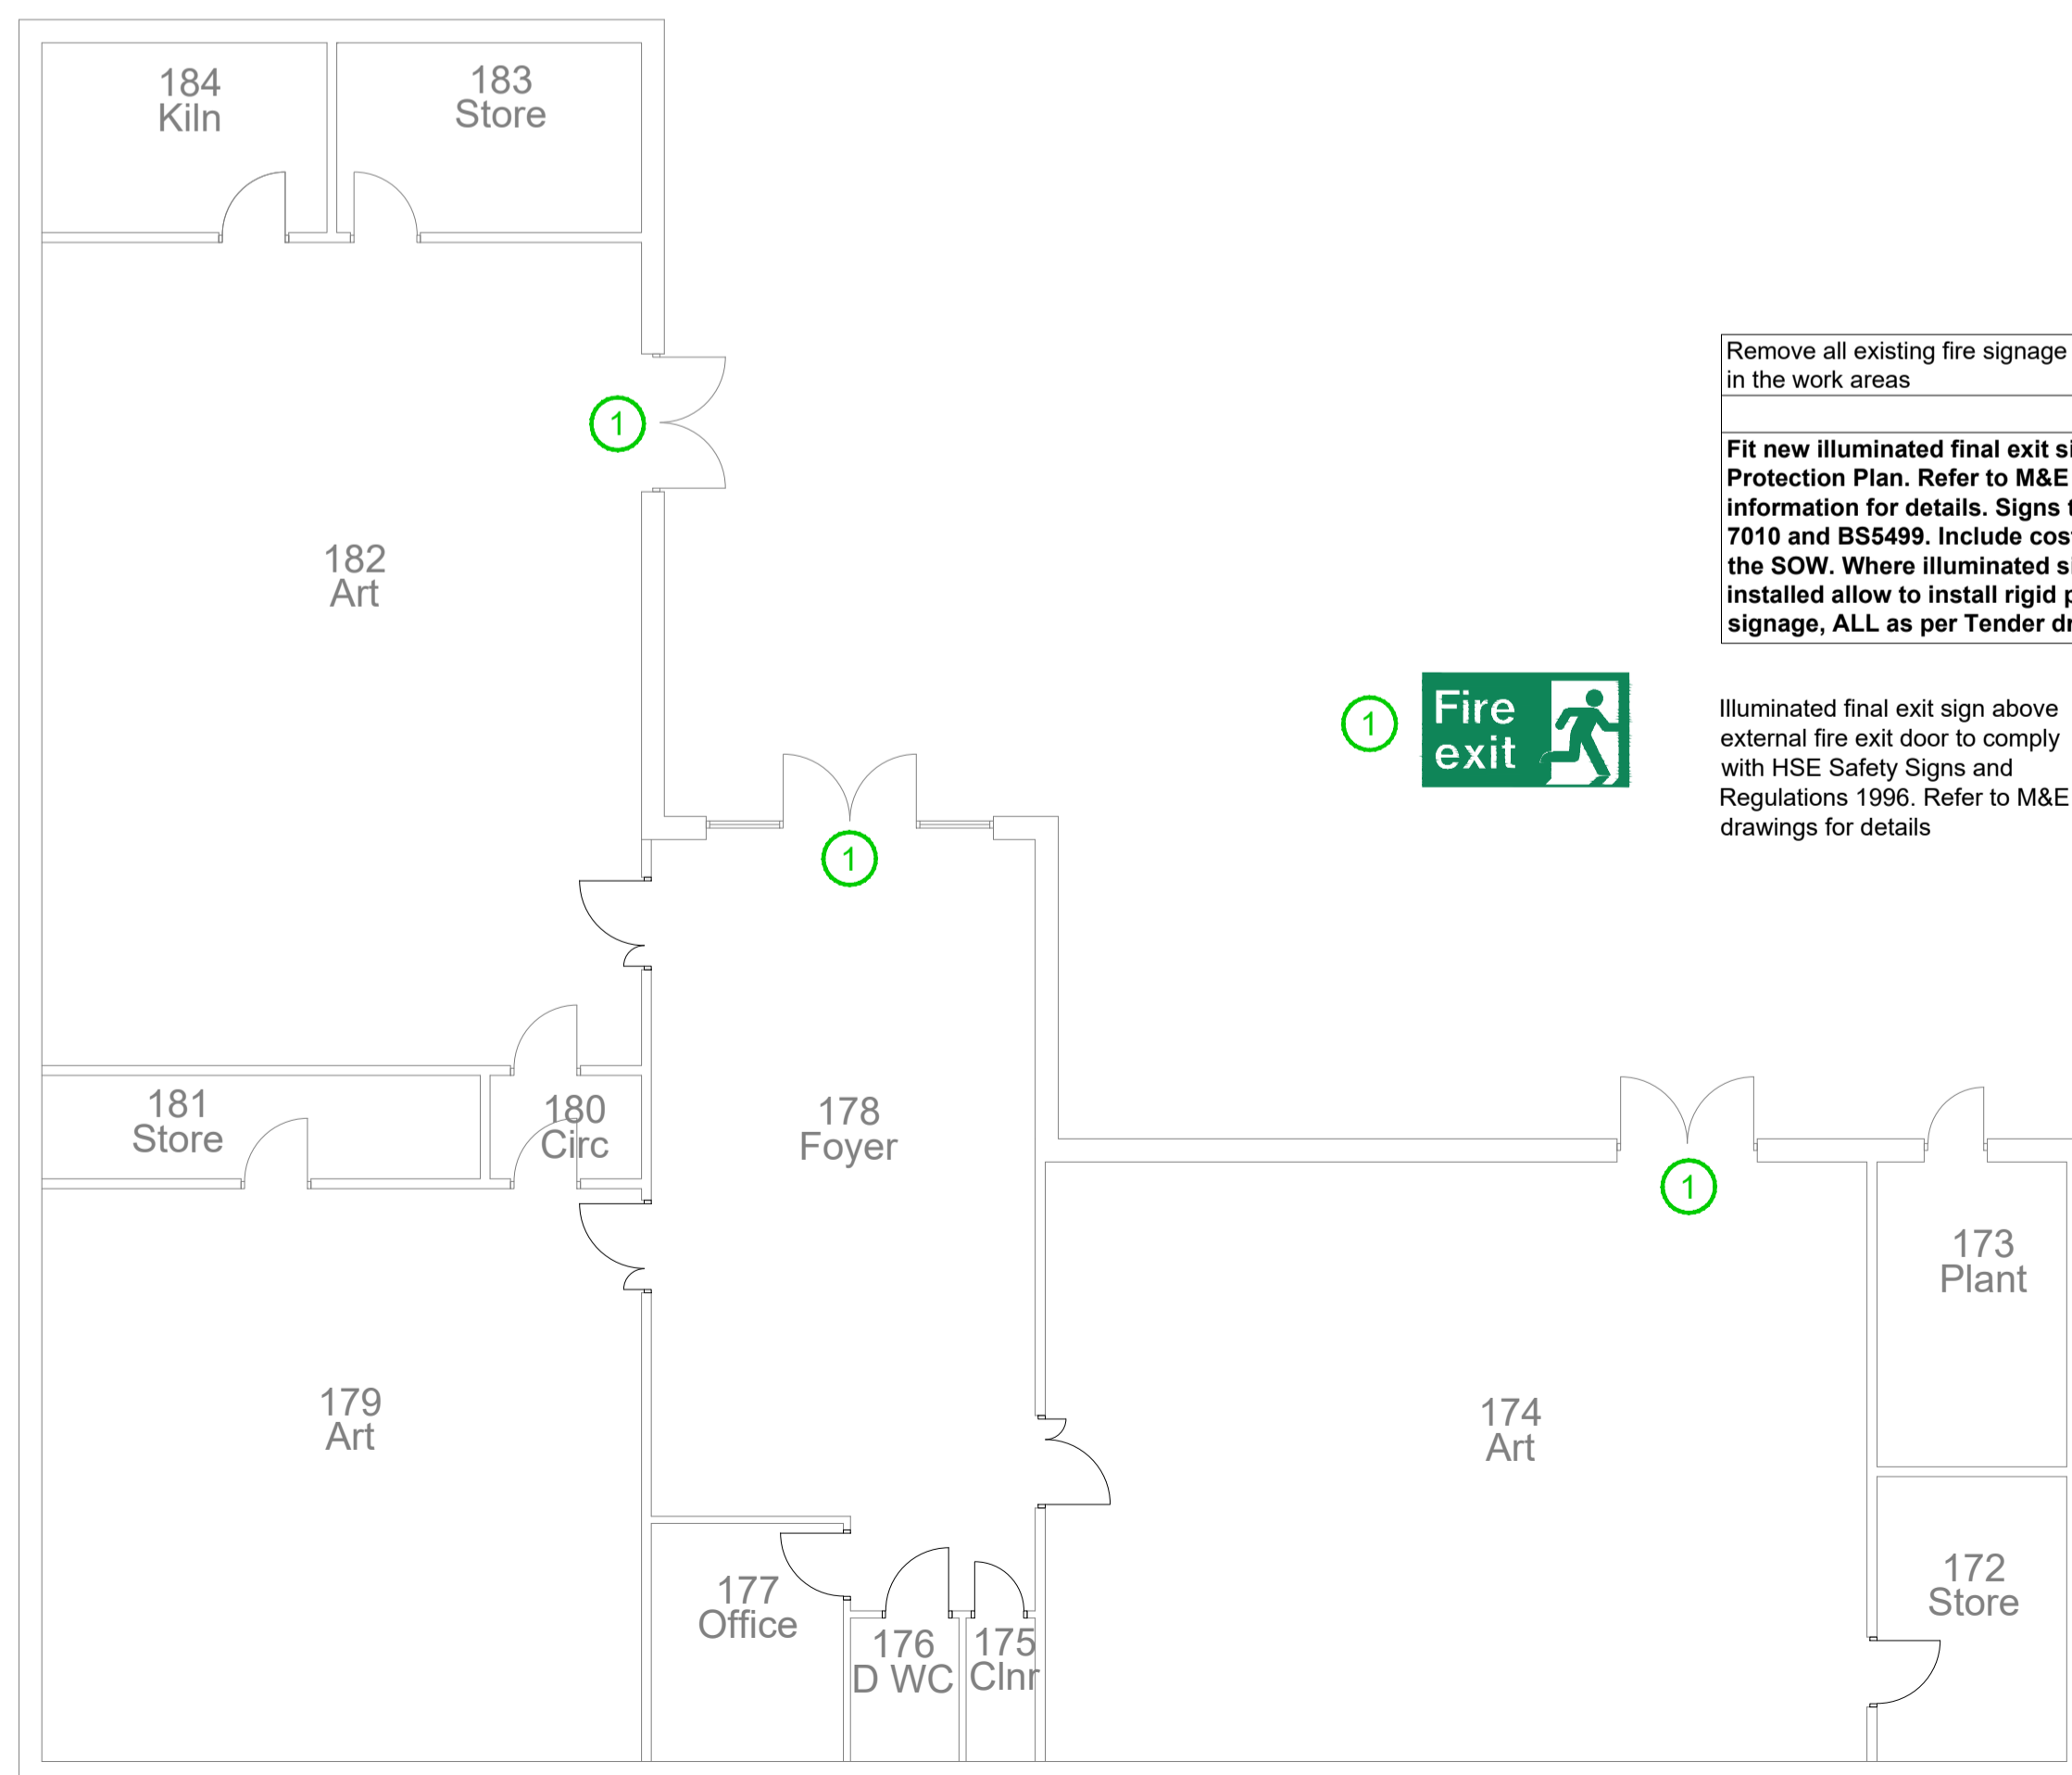 184
Kiln
183
Store
Remove all existing fire signage
in the work areas
1
Fit new illuminated final exit si
Protection Plan. Refer to M&E
information for details. Signs t
7010 and BS5499. Include cos
the SOW. Where illuminated si
installed allow to install rigid p
signage, ALL as per Tender dr
182
Art
1
Fire
exit
Illuminated final exit sign above
external fire exit door to comply
with HSE Safety Signs and
Regulations 1996. Refer to M&E
drawings for details
1
181
Store
180
Circ
178
Foyer
1
173
Plant
179
Art
174
Art
177
Office
176
D WC
175
Clnr
172
Store